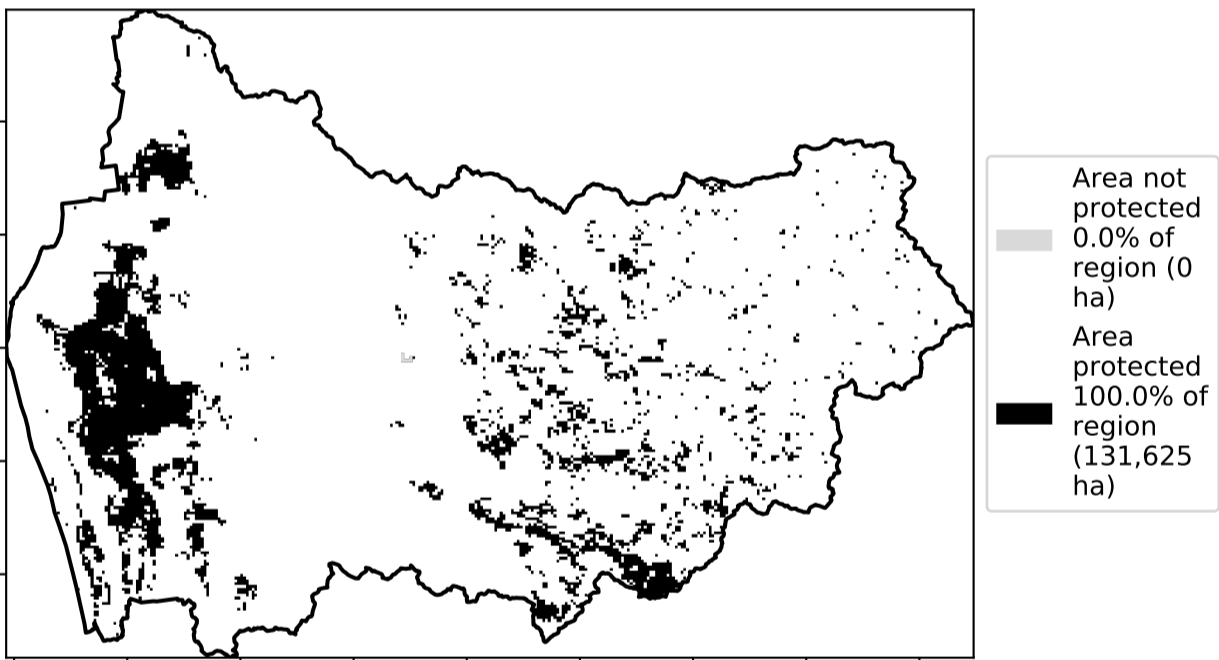 Area not
protected
0.0% of
region (0
ha)
Area
protected
100.0% of
region
(131,625
ha)